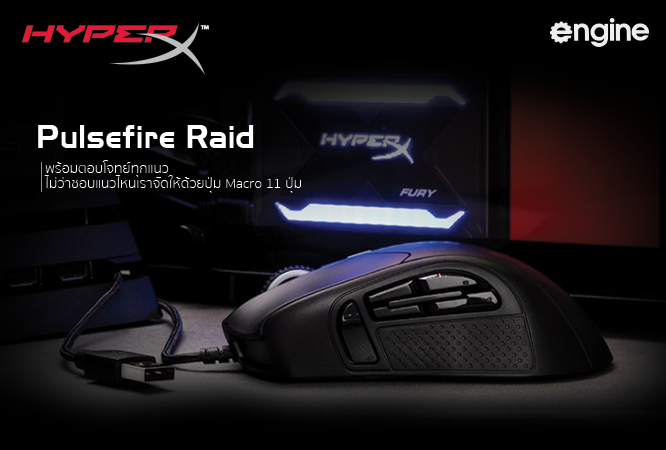 HYPERX™
engine
HYPERX
FURY
Pulsefire Raid
พร้อมตอบโจทย์ทุกแนว
ไม่ว่าชอบแนวไหนเราจัดให้ด้วยปุ่ม Macro 11 ปุ่ม